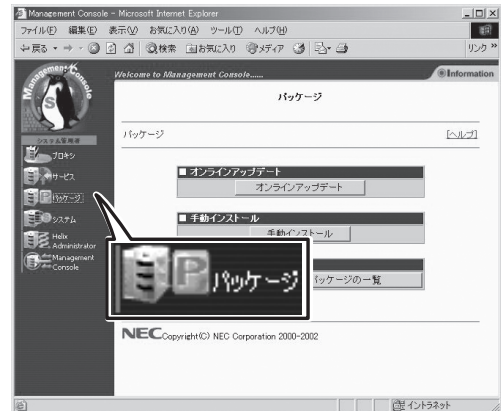 Management Console - Microsoft Internet Explorer
ファイル(F) 編集(E) 表示(V) お気に入り(A) ツール(T) ヘルプ(H)
戻る 検索 お気に入り メディア リンク »
Management Console
S
Welcome to Management Console......
Information
パッケージ
システム管理者
プロキシ
サービス
パッケージ
システム
Helix Administrator
Management Console
パッケージ
[ヘルプ]
■ オンラインアップデート
オンラインアップデート
■ 手動インストール
手動インストール
パッケージの一覧
P パッケージ
NEC Copyright(C) NEC Corporation 2000-2002
イントラネット